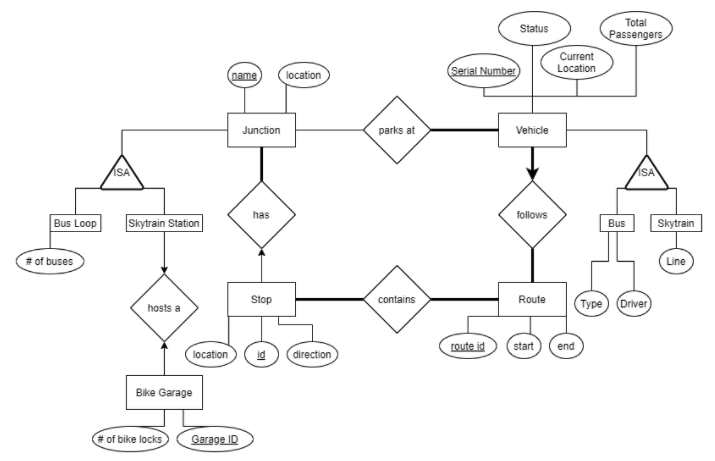 Status
Total
Passengers
Current
Location
Serial Number
name
location
Junction
parks at
Vehicle
ISA
ISA
Bus Loop
Skytrain Station
has
follows
Bus
Skytrain
# of buses
Line
hosts a
Stop
contains
Route
Type
Driver
location
id
direction
route id
start
end
Bike Garage
# of bike locks
Garage ID